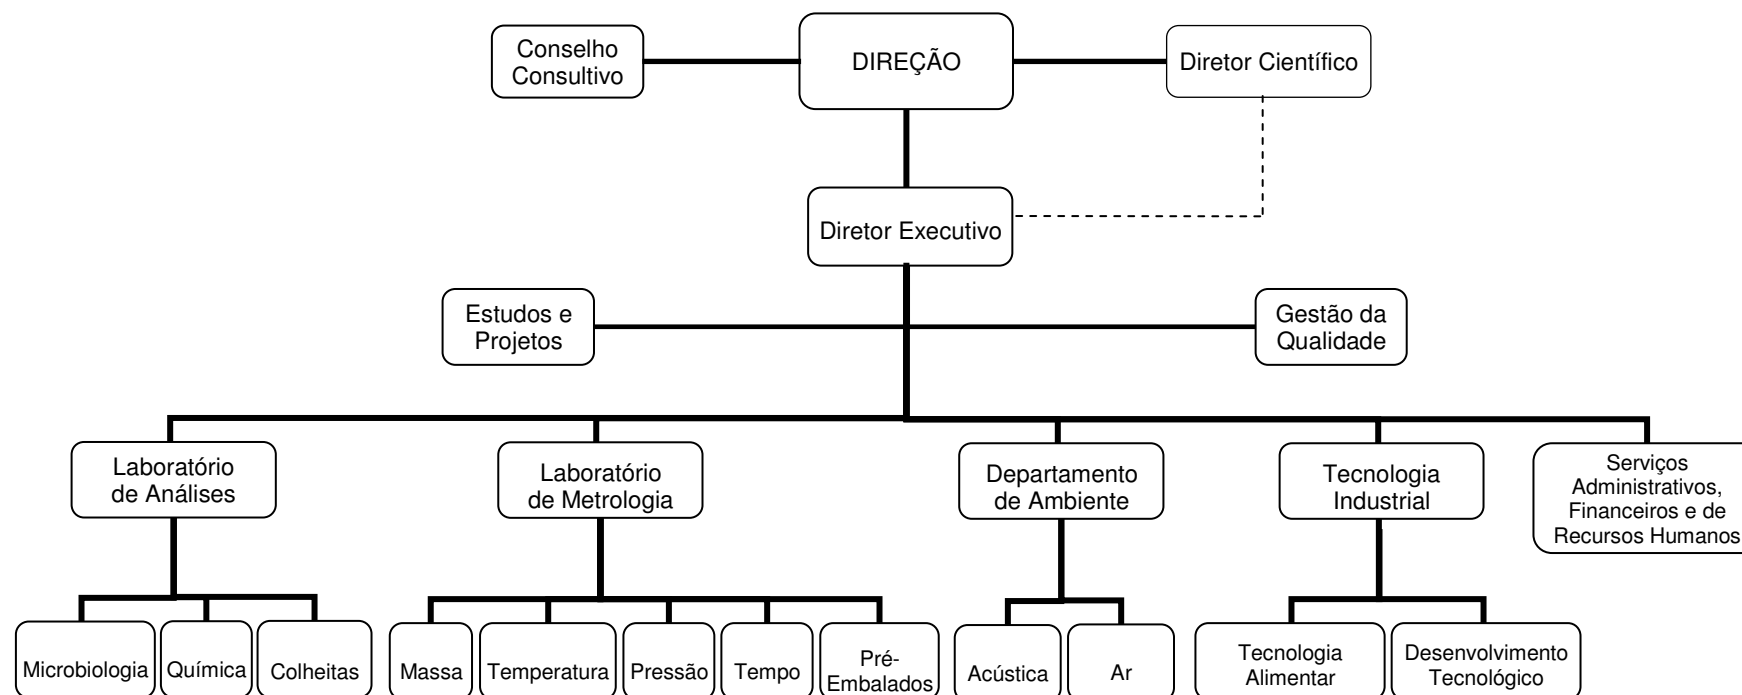 Conselho
Consultivo
DIREÇÃO
Diretor Científico
Diretor Executivo
Estudos e
Projetos
Gestão da
Qualidade
Laboratório
de Análises
Laboratório
de Metrologia
Departamento
de Ambiente
Tecnologia
Industrial
Serviços
Administrativos,
Financeiros e de
Recursos Humanos
Microbiologia
Química
Colheitas
Massa
Temperatura
Pressão
Tempo
Pré-
Embalados
Acústica
Ar
Tecnologia
Alimentar
Desenvolvimento
Tecnológico